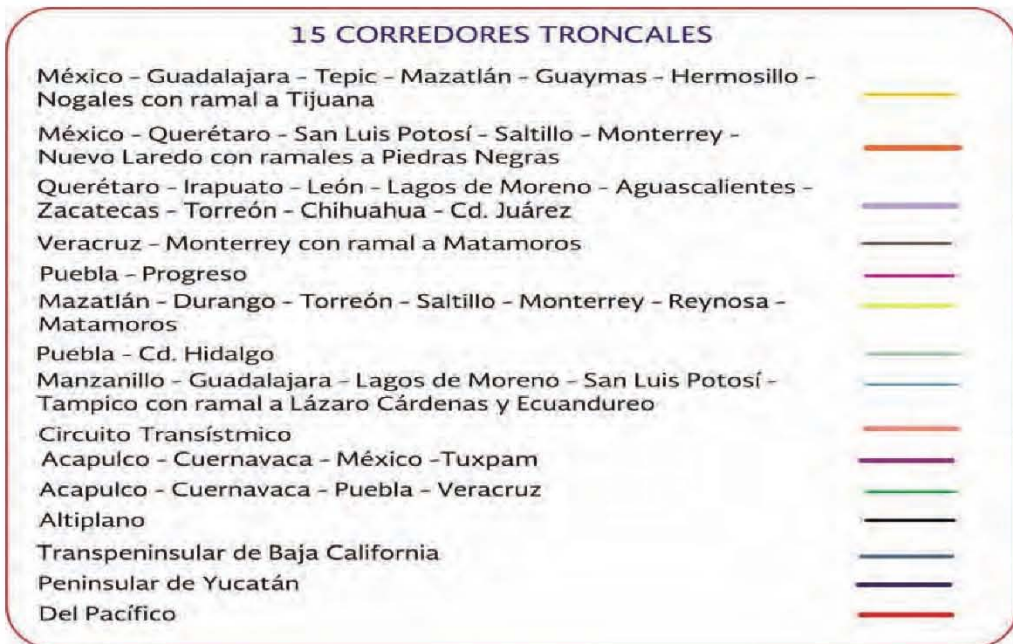 15 CORREDORES TRONCALES
México - Guadalajara - Tepic - Mazatlán - Guaymas - Hermosillo -
Nogales con ramal a Tijuana
México - Querétaro - San Luis Potosí - Saltillo - Monterrey -
Nuevo Laredo con ramales a Piedras Negras
Querétaro - Irapuato - León - Lagos de Moreno - Aguascalientes -
Zacatecas - Torreón - Chihuahua - Cd. Juárez
Veracruz - Monterrey con ramal a Matamoros
Puebla - Progreso
Mazatlán - Durango - Torreón - Saltillo - Monterrey - Reynosa -
Matamoros
Puebla - Cd. Hidalgo
Manzanillo - Guadalajara - Lagos de Moreno - San Luis Potosí -
Tampico con ramal a Lázaro Cárdenas y Ecuandureo
Circuito Transístmico
Acapulco - Cuernavaca - México -Tuxpam
Acapulco - Cuernavaca - Puebla - Veracruz
Altiplano
Transpeninsular de Baja California
Peninsular de Yucatán
Del Pacífico